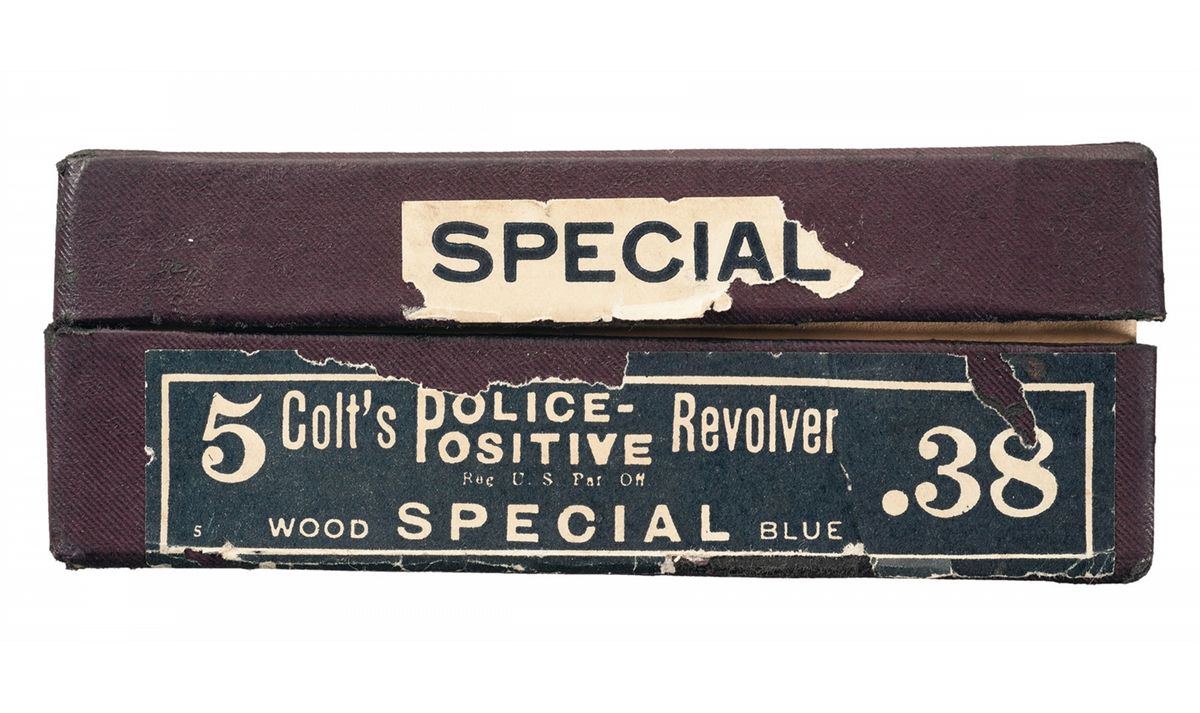 SPECIAL
5 Colt's POLICE-POSITIVE Revolver .38
Reg U. S. Pat Off
5 WOOD SPECIAL BLUE